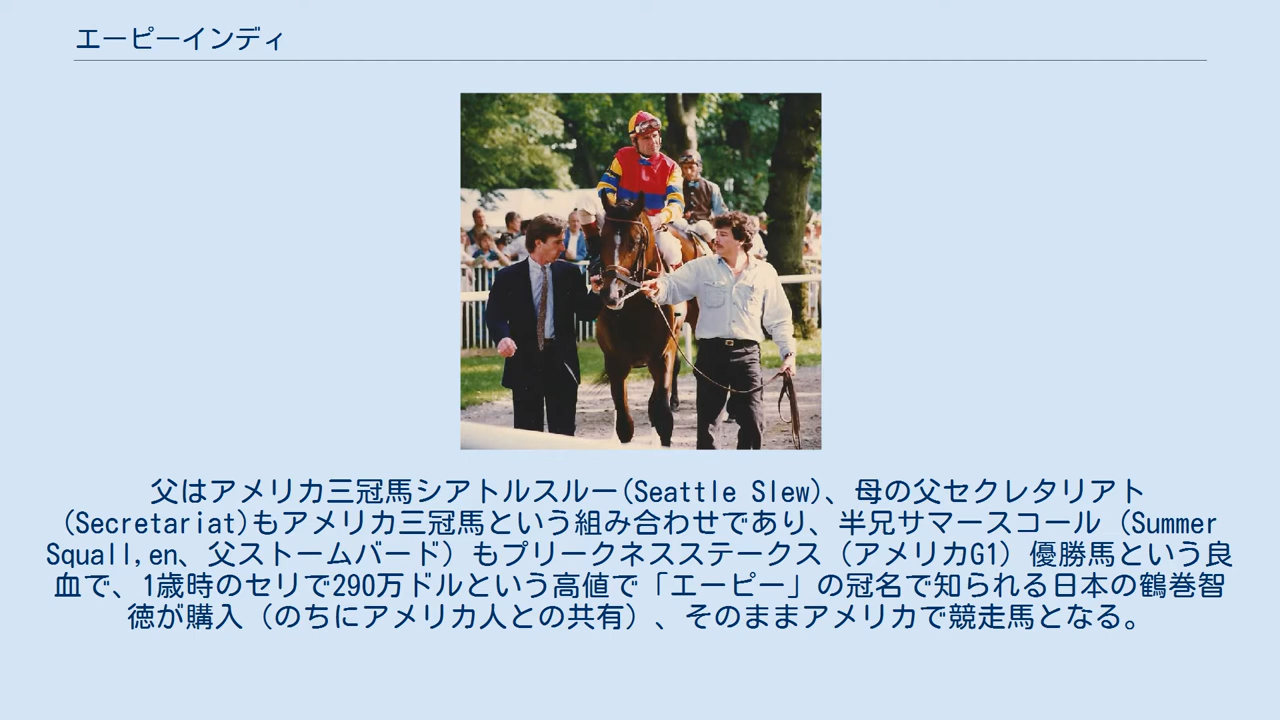 エーピーインディ
父はアメリカ三冠馬シアトルスルー(Seattle Slew)、母の父セクレタリアト
(Secretariat)もアメリカ三冠馬という組み合わせであり、半兄サマースコール（Summer
Squall,en、父ストームバード）もプリークネスステークス（アメリカG1）優勝馬という良
血で、1歳時のセリで290万ドルという高値で「エーピー」の冠名で知られる日本の鶴巻智
徳が購入（のちにアメリカ人との共有）、そのままアメリカで競走馬となる。